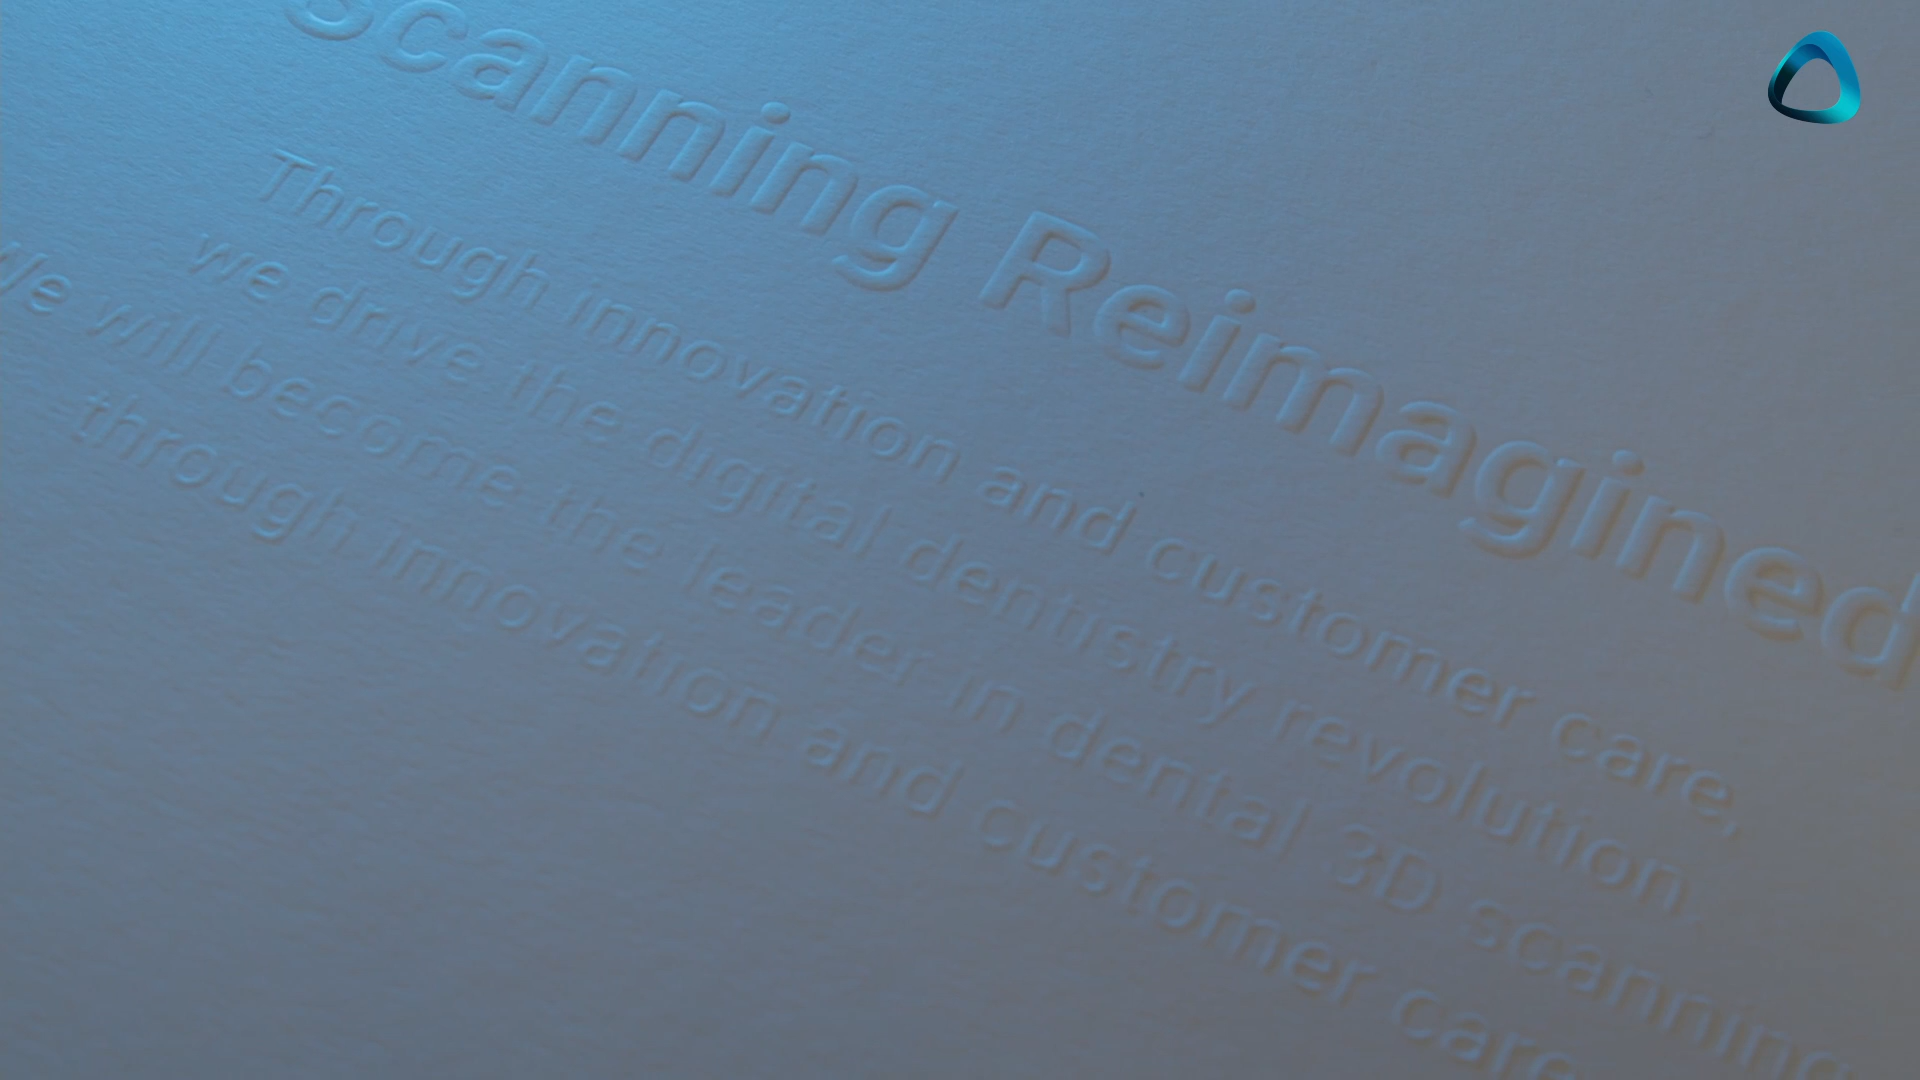 Scanning Reimagined
Through innovation and customer care,
we drive the digital dentistry revolution.
We will become the leader in dental 3D scanning
through innovation and customer care